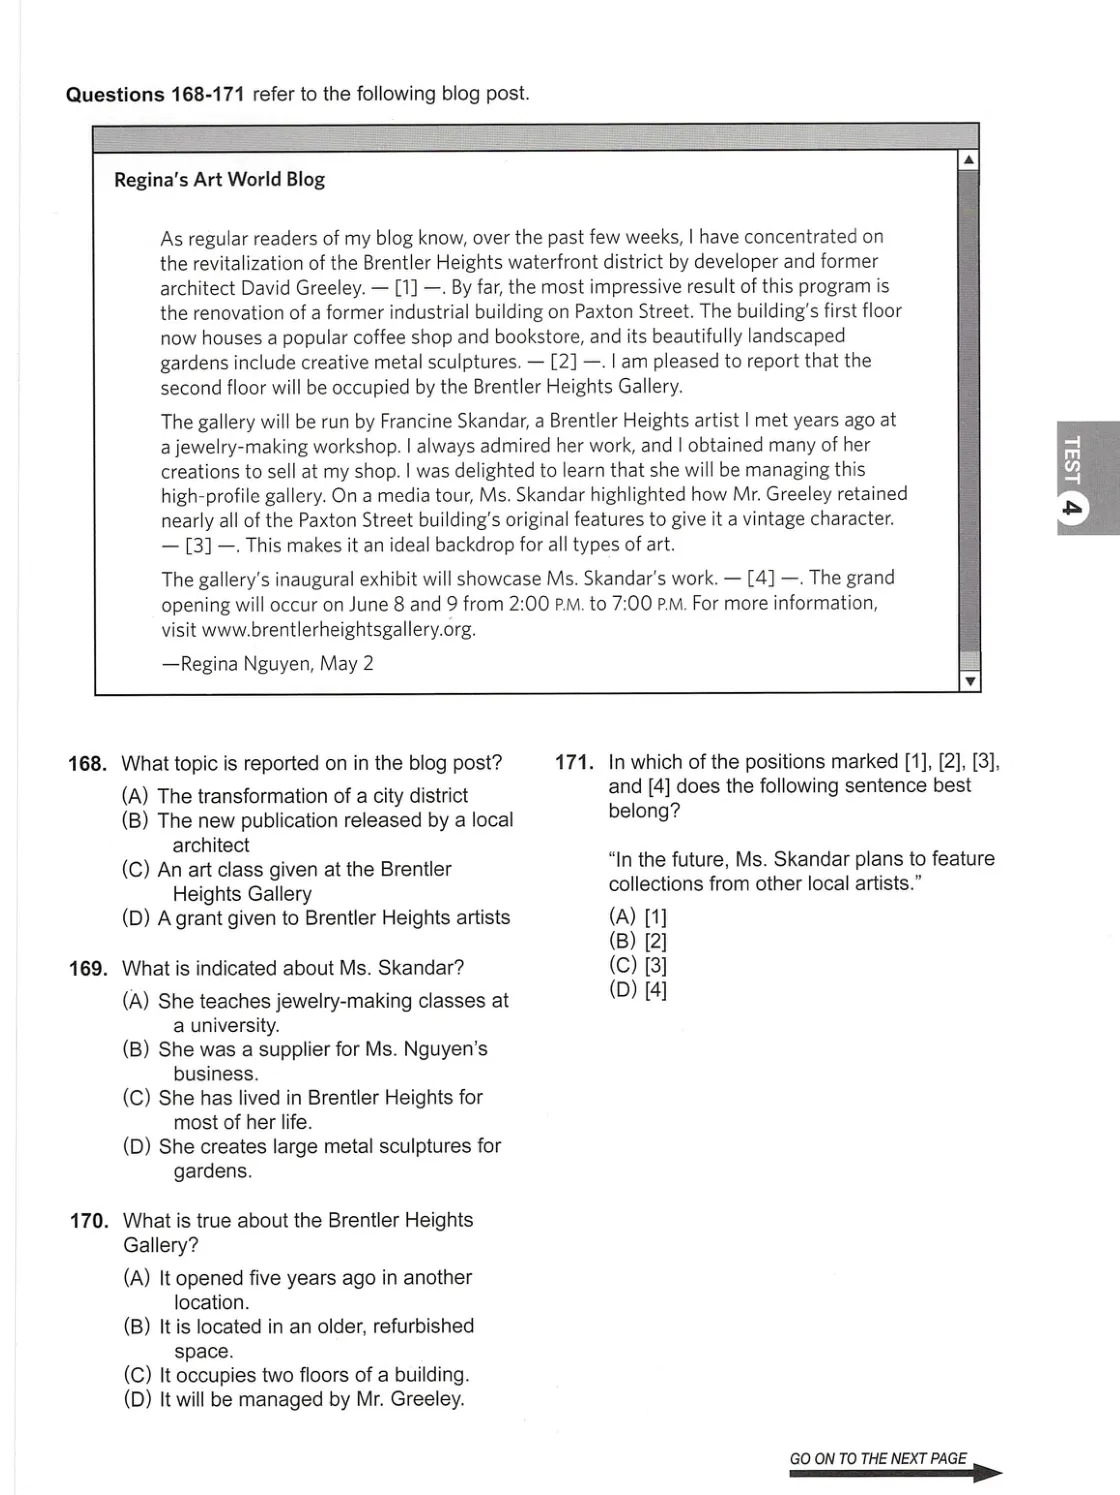 Questions 168-171 refer to the following blog post.
Regina's Art World Blog
As regular readers of my blog know, over the past few weeks, I have concentrated on
the revitalization of the Brentler Heights waterfront district by developer and former
architect David Greeley. — [1] —. By far, the most impressive result of this program is
the renovation of a former industrial building on Paxton Street. The building's first floor
now houses a popular coffee shop and bookstore, and its beautifully landscaped
gardens include creative metal sculptures. — [2] —. I am pleased to report that the
second floor will be occupied by the Brentler Heights Gallery.
The gallery will be run by Francine Skandar, a Brentler Heights artist I met years ago at
a jewelry-making workshop. I always admired her work, and I obtained many of her
creations to sell at my shop. I was delighted to learn that she will be managing this
high-profile gallery. On a media tour, Ms. Skandar highlighted how Mr. Greeley retained
nearly all of the Paxton Street building's original features to give it a vintage character.
— [3] —. This makes it an ideal backdrop for all types of art.
The gallery's inaugural exhibit will showcase Ms. Skandar's work. — [4] —. The grand
opening will occur on June 8 and 9 from 2:00 P.M. to 7:00 P.M. For more information,
visit www.brentlerheightsgallery.org.
—Regina Nguyen, May 2
TEST 4
168. What topic is reported on in the blog post?
(A) The transformation of a city district
(B) The new publication released by a local
architect
(C) An art class given at the Brentler
Heights Gallery
(D) A grant given to Brentler Heights artists
169. What is indicated about Ms. Skandar?
(A) She teaches jewelry-making classes at
a university.
(B) She was a supplier for Ms. Nguyen's
business.
(C) She has lived in Brentler Heights for
most of her life.
(D) She creates large metal sculptures for
gardens.
170. What is true about the Brentler Heights
Gallery?
(A) It opened five years ago in another
location.
(B) It is located in an older, refurbished
space.
(C) It occupies two floors of a building.
(D) It will be managed by Mr. Greeley.
171. In which of the positions marked [1], [2], [3],
and [4] does the following sentence best
belong?
"In the future, Ms. Skandar plans to feature
collections from other local artists."
(A) [1]
(B) [2]
(C) [3]
(D) [4]
GO ON TO THE NEXT PAGE